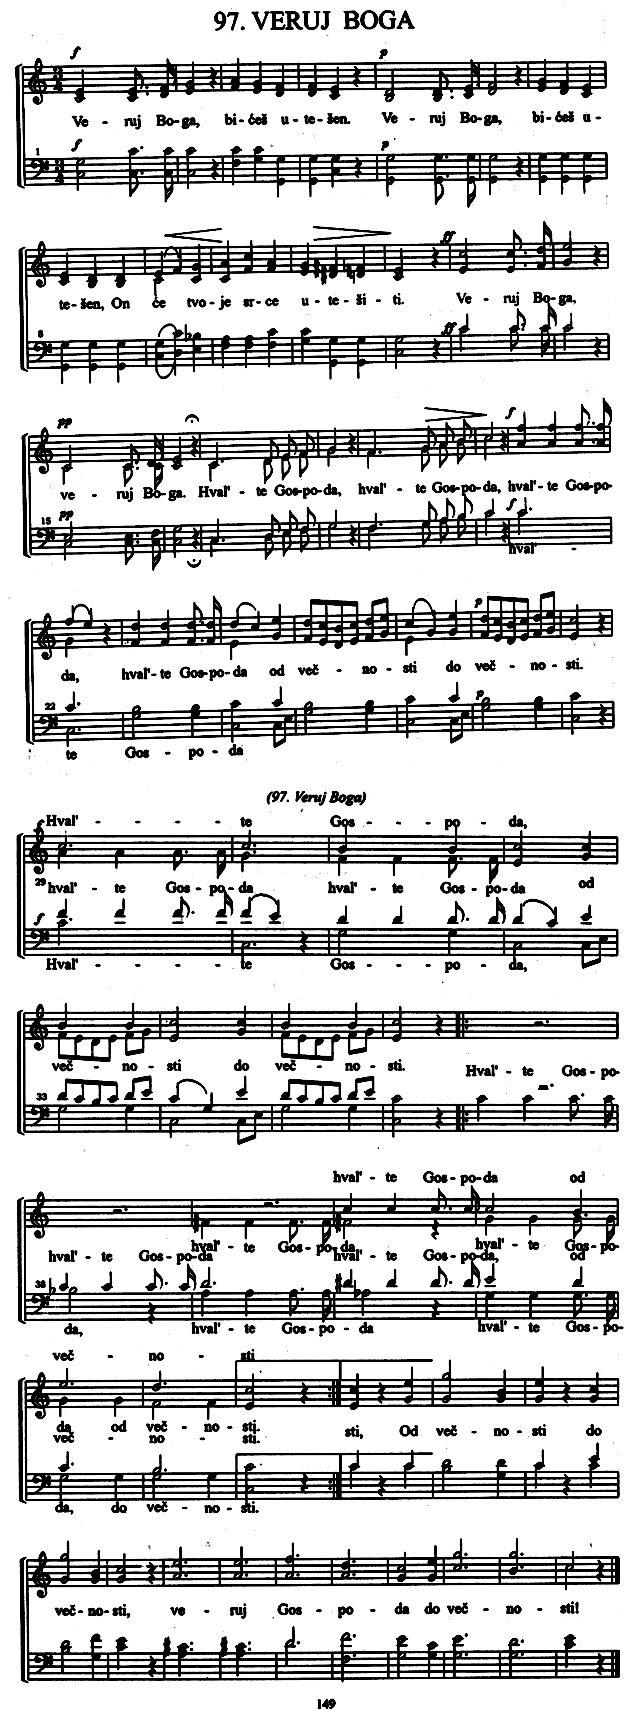 97. VERUJ BOGA
f p
Ve - ruj Bo-ga, bi-ćeš u-te-šen. Ve - ruj Bo-ga, bi-ćeš u-
1 f p
ff
te-šen, On će tvo-je sr-ce u-te-ši-ti. Ve-ruj Bo-ga,
8 ff
pp f
ve - ruj Bo-ga. Hval'-te Gos-po-da, hval'-te Gos-po-da, hval'-te Gos-po-
15 pp f
hval' -
p
da, hval'-te Gos-po-da od več - no - sti do več - no - sti.
22 p
te Gos - po - da
(97. Veruj Boga)
Hval' - - - te Gos - - - po - da,
f
29 hval' - te Gos - po - da hval' - te Gos - po - da od
f
Hval' - - - te Gos - - - po - da,
več - no - sti do več - no - sti. Hval' - te Gos - po-
33 m.
hval' - te Gos - po - da od
hval' - te Gos - po - da hval' - te Gos - po-
hval' - te Gos - po - da hval' - te Gos - po - da, od
38
da, hval' - te Gos - po - da hval' - te Gos - po-
več - no - sti
da od več - no - sti. sti, Od več - no - sti do
več - no - sti.
da, do več - no - sti.
več-no-sti, ve - ruj Gos - po - da do več - no - sti!
149